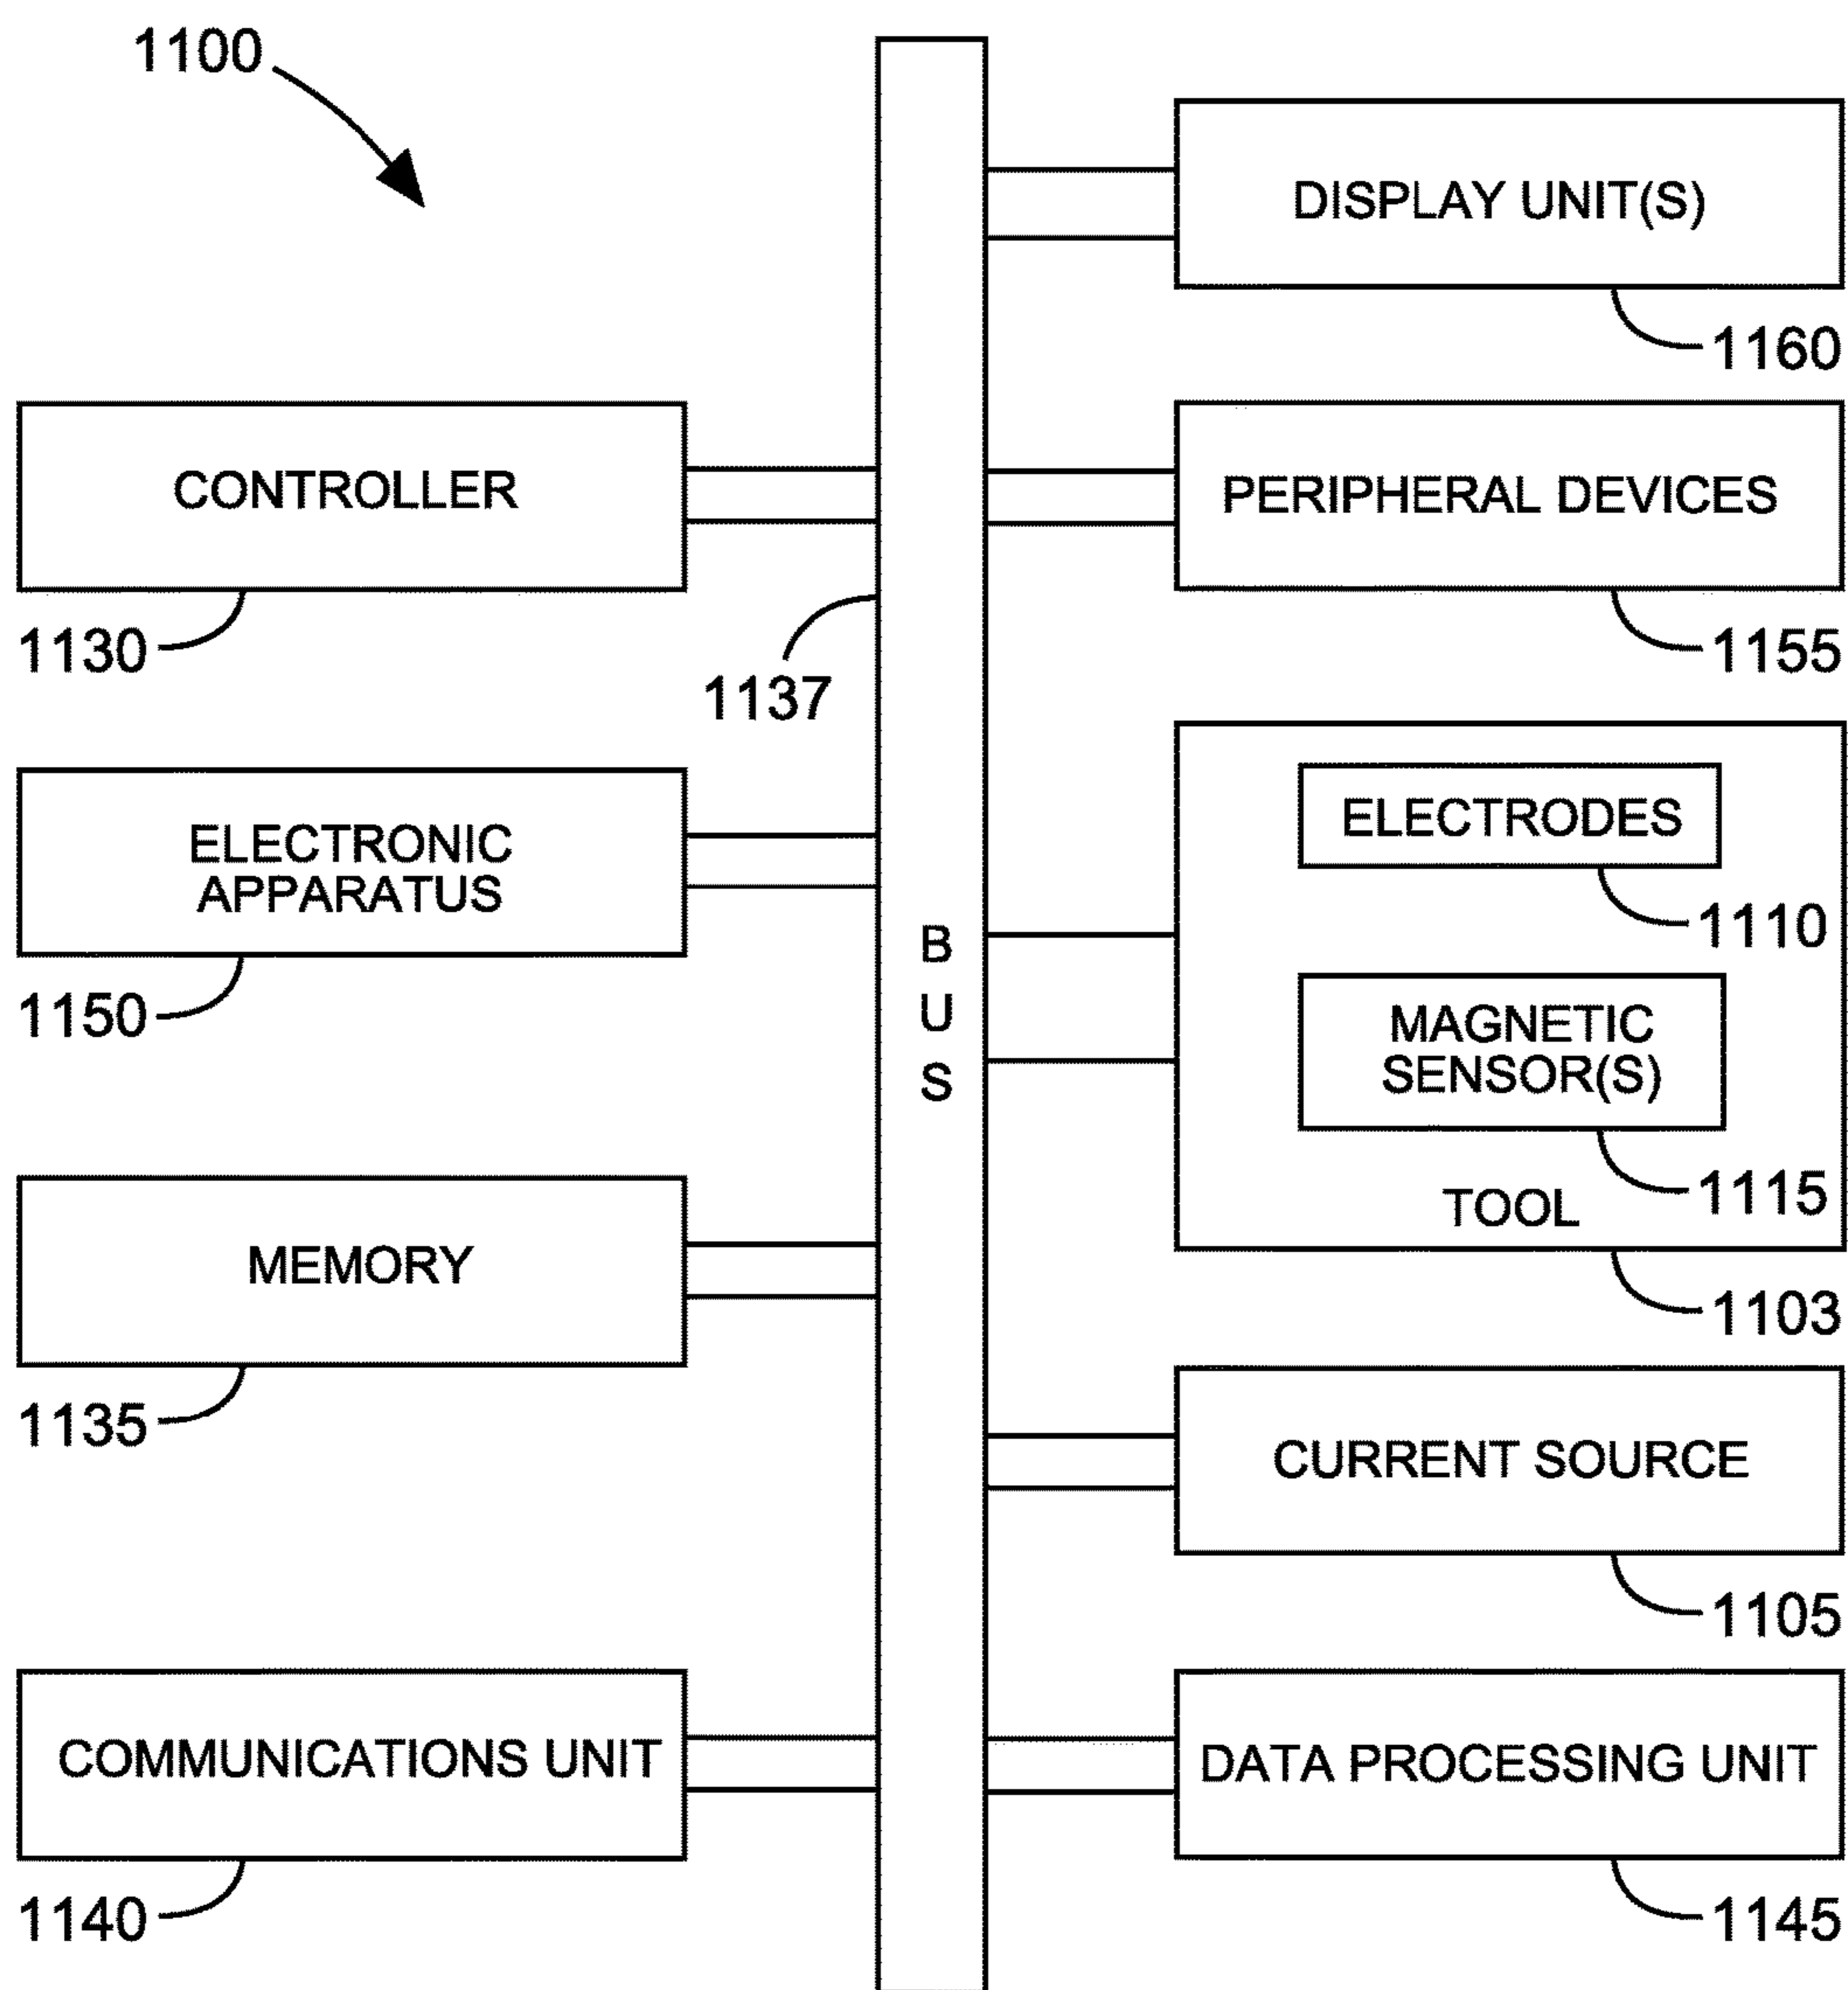 1100
DISPLAY UNIT(S)
1160
CONTROLLER
1130
PERIPHERAL DEVICES
1155
1137
ELECTRONIC
APPARATUS
1150
ELECTRODES
1110
B
U
S
MAGNETIC
SENSOR(S)
1115
TOOL
1103
MEMORY
1135
CURRENT SOURCE
1105
COMMUNICATIONS UNIT
1140
DATA PROCESSING UNIT
1145